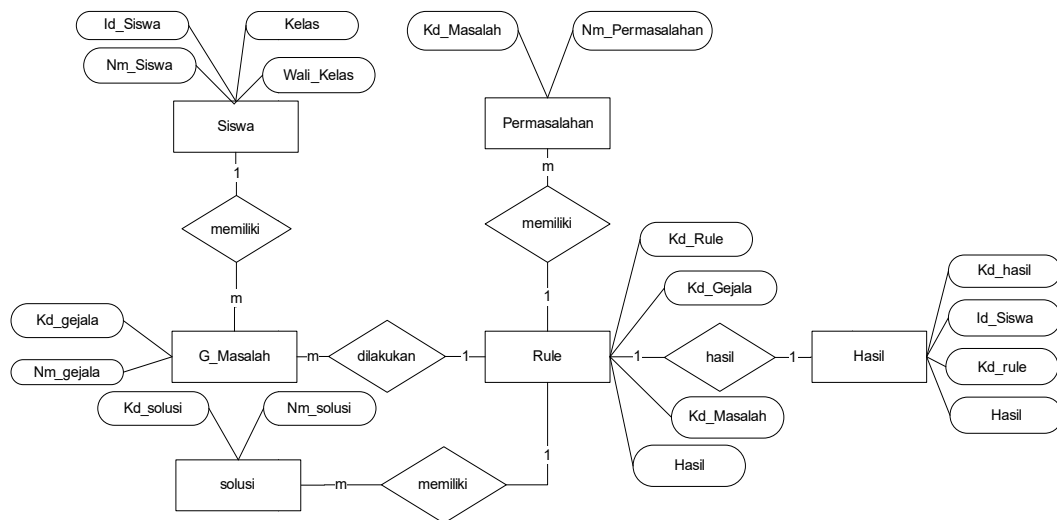 Id_Siswa
Kelas
Nm_Siswa
Wali_Kelas
Siswa
1
memiliki
m
Kd_Masalah
Nm_Permasalahan
Permasalahan
m
memiliki
1
Kd_gejala
Nm_gejala
G_Masalah
m
dilakukan
1
Rule
Kd_Rule
Kd_Gejala
1
hasil
1
Kd_Masalah
Hasil
Hasil
Kd_hasil
Id_Siswa
Kd_rule
Hasil
Kd_solusi
Nm_solusi
solusi
m
memiliki
1